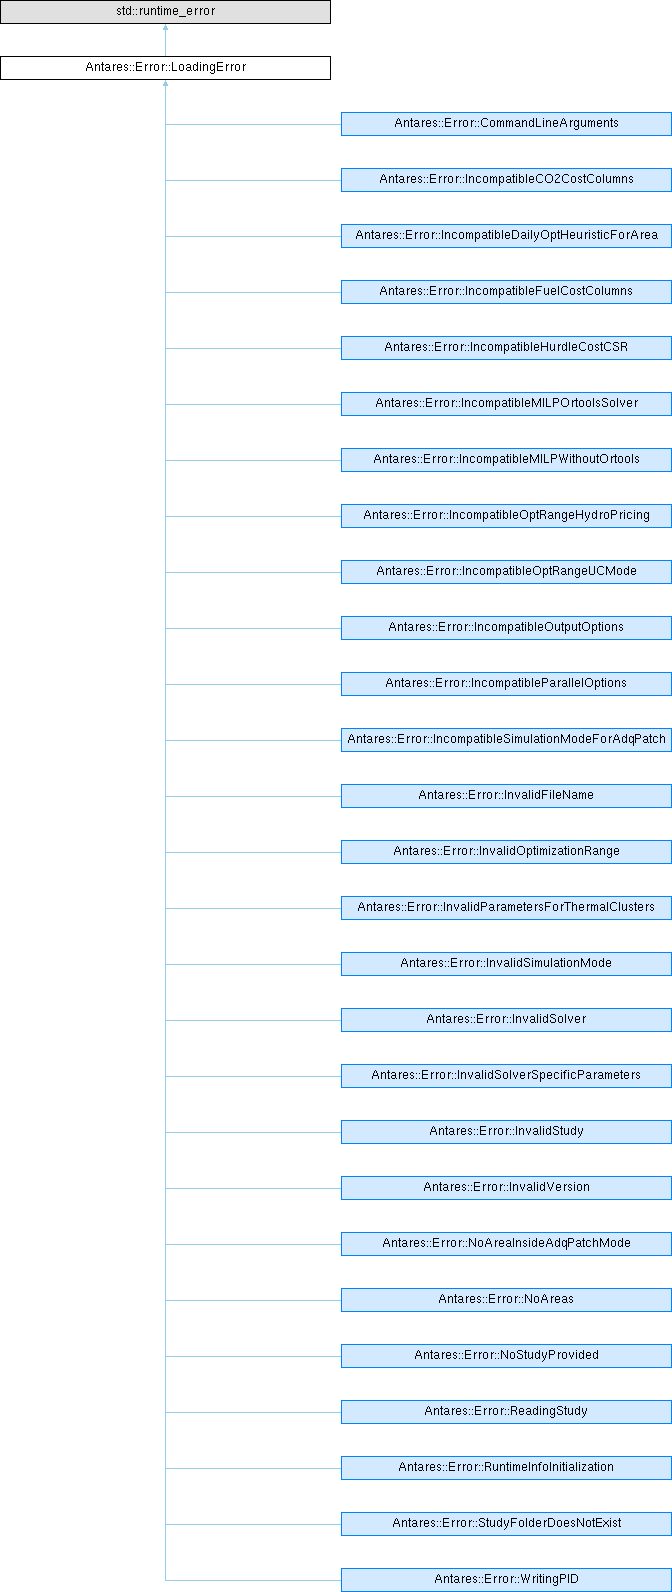 std::runtime_error
Antares::Error::LoadingError
Antares::Error::CommandLineArguments
Antares::Error::IncompatibleCO2CostColumns
Antares::Error::IncompatibleDailyOptHeuristicForArea
Antares::Error::IncompatibleFuelCostColumns
Antares::Error::IncompatibleHurdleCostCSR
Antares::Error::IncompatibleMILPOrtoolsSolver
Antares::Error::IncompatibleMILPWithoutOrtools
Antares::Error::IncompatibleOptRangeHydroPricing
Antares::Error::IncompatibleOptRangeUCMode
Antares::Error::IncompatibleOutputOptions
Antares::Error::IncompatibleParallelOptions
Antares::Error::IncompatibleSimulationModeForAdqPatch
Antares::Error::InvalidFileName
Antares::Error::InvalidOptimizationRange
Antares::Error::InvalidParametersForThermalClusters
Antares::Error::InvalidSimulationMode
Antares::Error::InvalidSolver
Antares::Error::InvalidSolverSpecificParameters
Antares::Error::InvalidStudy
Antares::Error::InvalidVersion
Antares::Error::NoAreaInsideAdqPatchMode
Antares::Error::NoAreas
Antares::Error::NoStudyProvided
Antares::Error::ReadingStudy
Antares::Error::RuntimeInfoInitialization
Antares::Error::StudyFolderDoesNotExist
Antares::Error::WritingPID